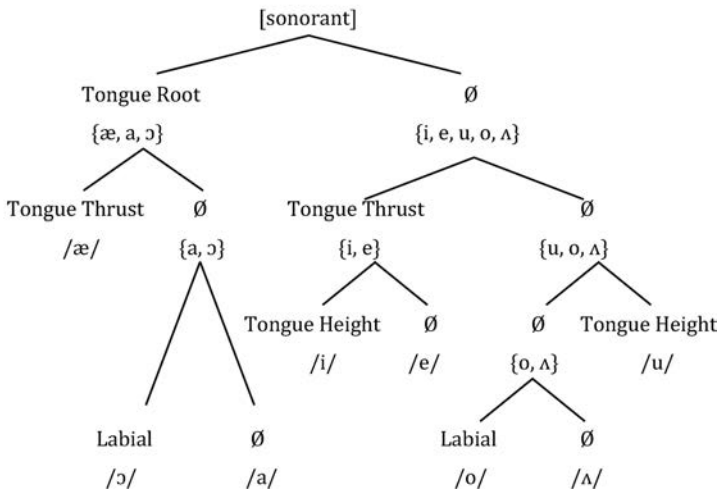 [sonorant]
Tongue Root Ø
{æ, a, ɔ} {i, e, u, o, ʌ}
Tongue Thrust Ø Tongue Thrust Ø
/æ/ {a, ɔ} {i, e} {u, o, ʌ}
Tongue Height Ø Ø Tongue Height
/i/ /e/ {o, ʌ} /u/
Labial Ø Labial Ø
/ɔ/ /a/ /o/ /ʌ/